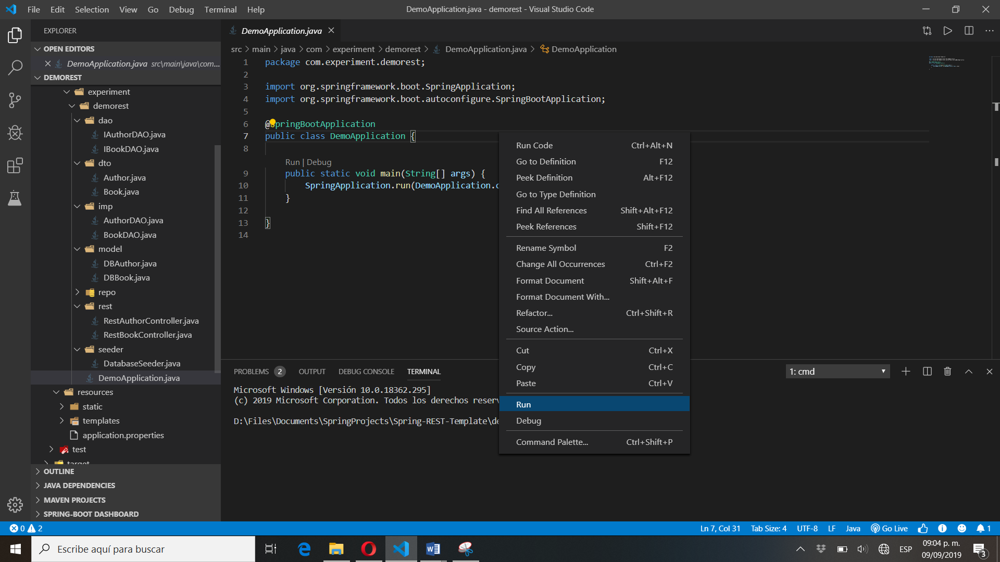 File Edit Selection View Go Debug Terminal Help
DemoApplication.java - demorest - Visual Studio Code
EXPLORER
OPEN EDITORS
DemoApplication.java src\main\java\com...
DEMOREST
experiment
demorest
dao
IAuthorDAO.java
IBookDAO.java
dto
Author.java
Book.java
imp
AuthorDAO.java
BookDAO.java
model
DBAuthor.java
DBBook.java
repo
rest
RestAuthorController.java
RestBookController.java
seeder
DatabaseSeeder.java
DemoApplication.java
resources
static
templates
application.properties
test
target
OUTLINE
JAVA DEPENDENCIES
MAVEN PROJECTS
SPRING-BOOT DASHBOARD
DemoApplication.java
src > main > java > com > experiment > demorest > DemoApplication.java > DemoApplication
1 package com.experiment.demorest;
2
3 import org.springframework.boot.SpringApplication;
4 import org.springframework.boot.autoconfigure.SpringBootApplication;
5
6 @SpringBootApplication
7 public class DemoApplication {
8
Run | Debug
9 public static void main(String[] args) {
10 SpringApplication.run(DemoApplication.c
11 }
12
13 }
14
Run Code Ctrl+Alt+N
Go to Definition F12
Peek Definition Alt+F12
Go to Type Definition
Find All References Shift+Alt+F12
Peek References Shift+F12
Rename Symbol F2
Change All Occurrences Ctrl+F2
Format Document Shift+Alt+F
Format Document With...
Refactor... Ctrl+Shift+R
Source Action...
Cut Ctrl+X
Copy Ctrl+C
Paste Ctrl+V
Run
Debug
Command Palette... Ctrl+Shift+P
PROBLEMS 2 OUTPUT DEBUG CONSOLE TERMINAL
1: cmd
Microsoft Windows [Versión 10.0.18362.295]
(c) 2019 Microsoft Corporation. Todos los derechos reserv
D:\Files\Documents\SpringProjects\Spring-REST-Template\de
0 2
Ln 7, Col 31 Tab Size: 4 UTF-8 LF Java Go Live 1
Escribe aquí para buscar
ESP
09:04 p. m.
09/09/2019
3